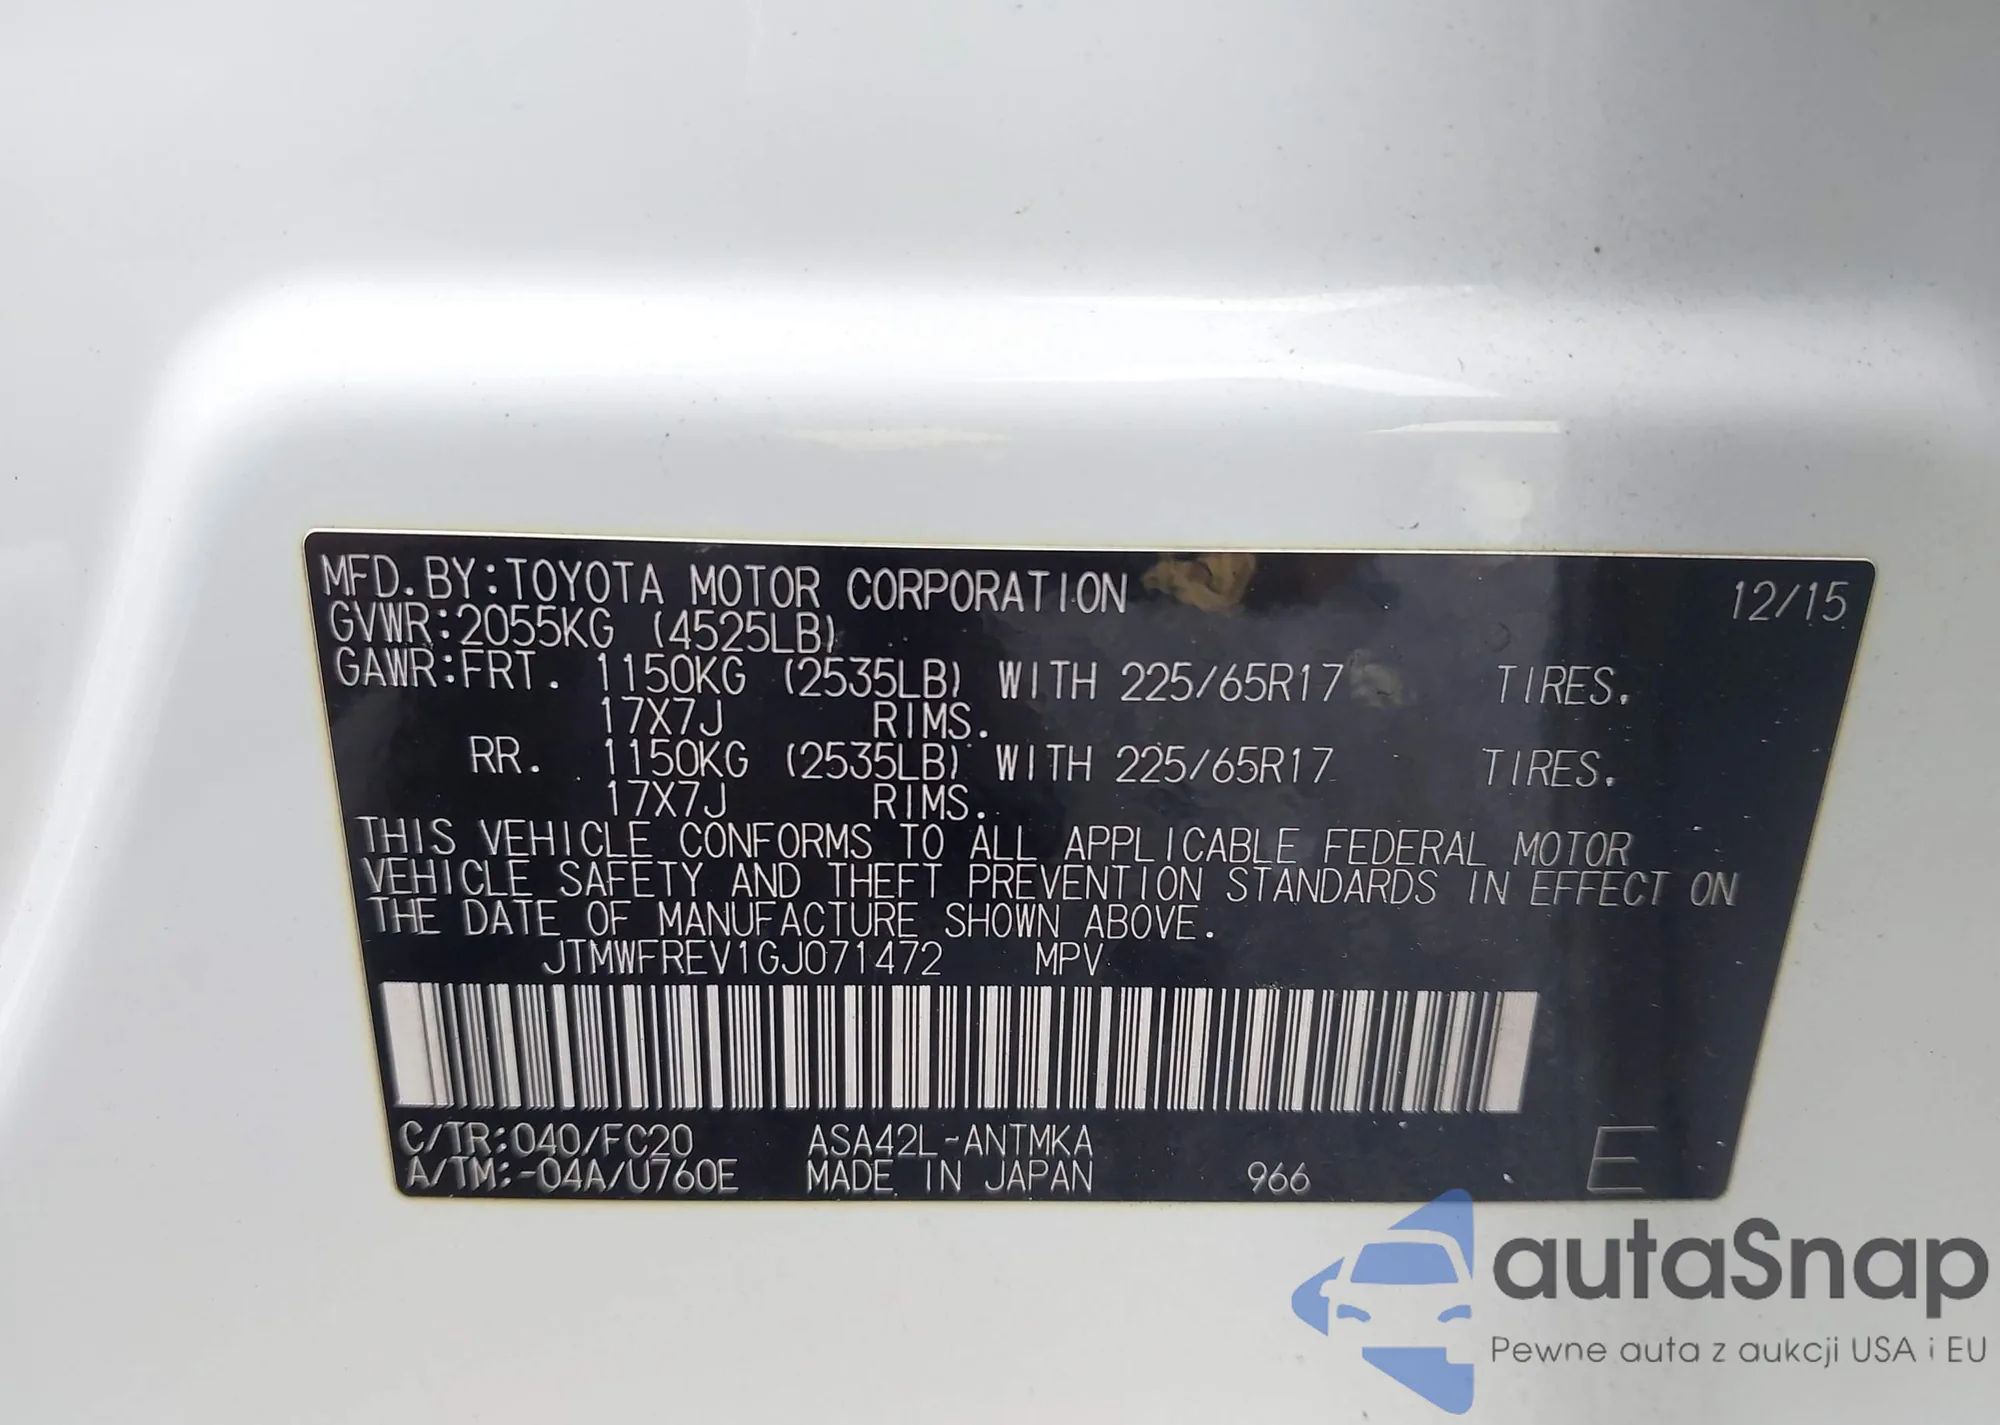 MFD. BY:TOYOTA MOTOR CORPORATION 12/15
GVWR:2055KG (4525LB)
GAWR:FRT. 1150KG (2535LB) WITH 225/65R17 TIRES.
17X7J RIMS.
RR. 1150KG (2535LB) WITH 225/65R17 TIRES.
17X7J RIMS.
THIS VEHICLE CONFORMS TO ALL APPLICABLE FEDERAL MOTOR
VEHICLE SAFETY AND THEFT PREVENTION STANDARDS IN EFFECT ON
THE DATE OF MANUFACTURE SHOWN ABOVE.
JTMWFREV1GJ071472 MPV
C/TR:040/FC20 ASA42L-ANTMKA
A/TM:-04A/U760E MADE IN JAPAN 966 E
autaSnap
Pewne auta z aukcji USA i EU